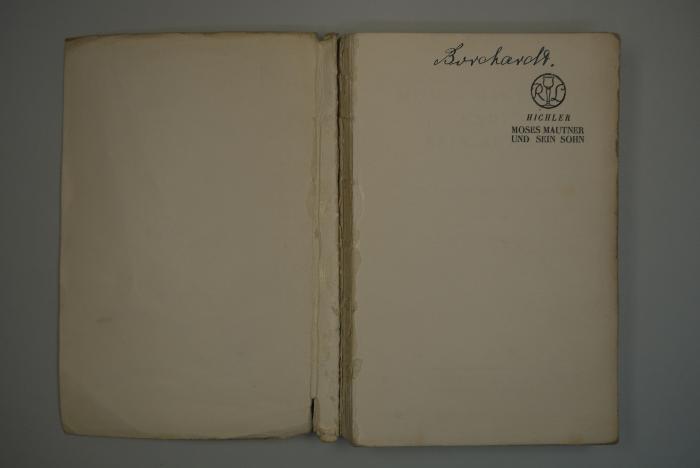 Borchardt.
R L
HICHLER
MOSES MAUTNER
UND SEIN SOHN